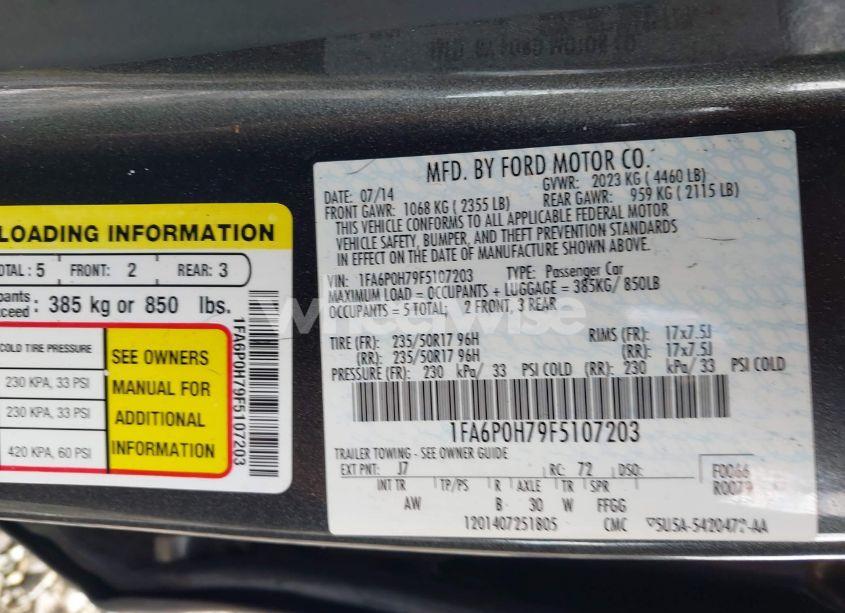 LOADING INFORMATION
TOTAL : 5 FRONT: 2 REAR: 3
385 kg or 850 lbs.
COLD TIRE PRESSURE
230 KPA, 33 PSI
230 KPA, 33 PSI
420 KPA, 60 PSI
SEE OWNERS
MANUAL FOR
ADDITIONAL
INFORMATION
1FA6P0H79F5107203
MFD. BY FORD MOTOR CO.
DATE: 07/14 GVWR: 2023 KG ( 4460 LB)
FRONT GAWR: 1068 KG ( 2355 LB) REAR GAWR: 959 KG ( 2115 LB)
THIS VEHICLE CONFORMS TO ALL APPLICABLE FEDERAL MOTOR
VEHICLE SAFETY, BUMPER, AND THEFT PREVENTION STANDARDS
IN EFFECT ON THE DATE OF MANUFACTURE SHOWN ABOVE.
VIN: 1FA6P0H79F5107203 TYPE: Passenger Car
MAXIMUM LOAD = OCCUPANTS + LUGGAGE = 385KG/ 850LB
OCCUPANTS = 5 TOTAL; 2 FRONT, 3 REAR
wheelwise
TIRE (FR): 235/50R17 96H RIMS (FR): 17x7.5J
(RR): 235/50R17 96H (RR): 17x7.5J
PRESSURE (FR): 230 kPa/ 33 PSI COLD (RR): 230 kPa/ 33 PSI COLD
1FA6P0H79F5107203
TRAILER TOWING - SEE OWNER GUIDE
EXT PNT: J7 RC: 72 DSO: F0066
R0079
INT TR TP/PS R AXLE TR SPR
AW B 30 W FFGG
1201407251805 CMC